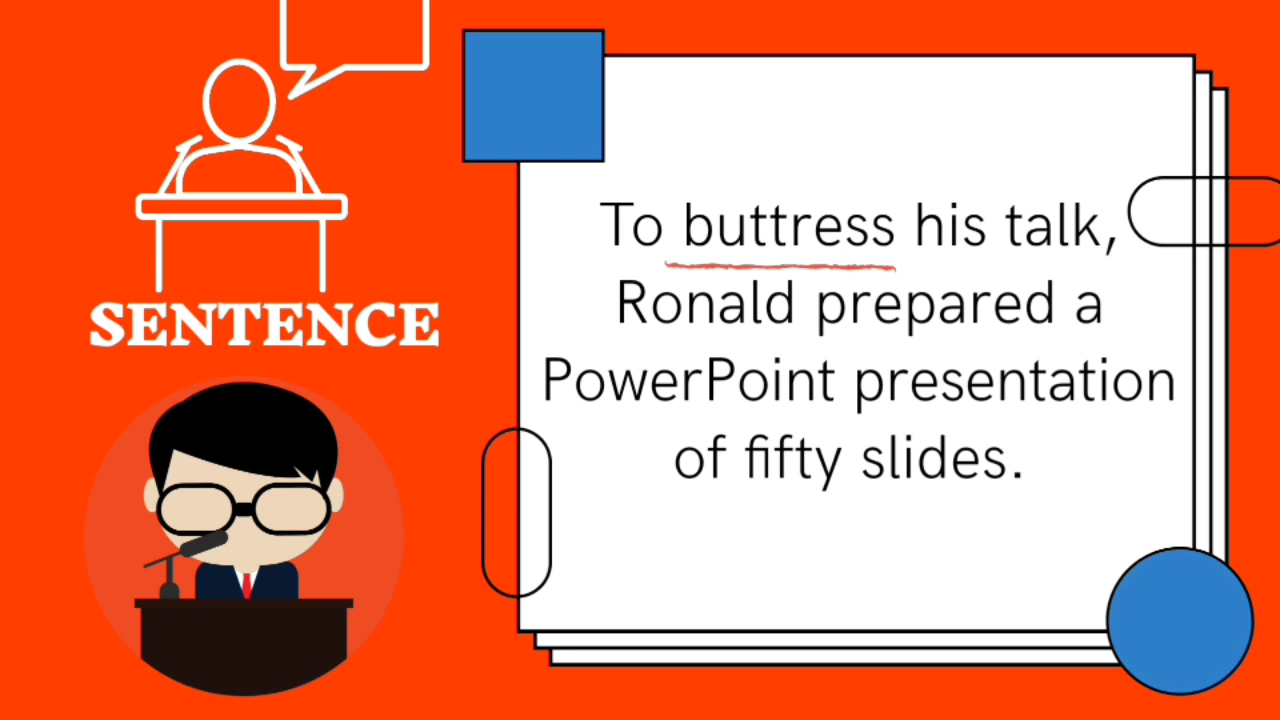 SENTENCE
To buttress his talk,
Ronald prepared a
PowerPoint presentation
of fifty slides.